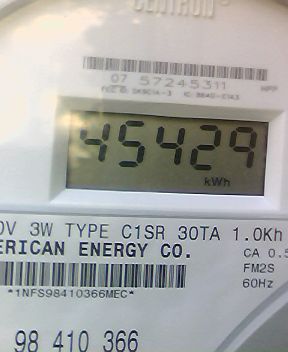 CENTRON
07 57245311
45429
kWh
0V 3W TYPE C1SR 30TA 1.0Kh
ERICAN ENERGY CO.
CA 0.5
*1NFS98410366MEC*
FM2S
60Hz
98 410 366